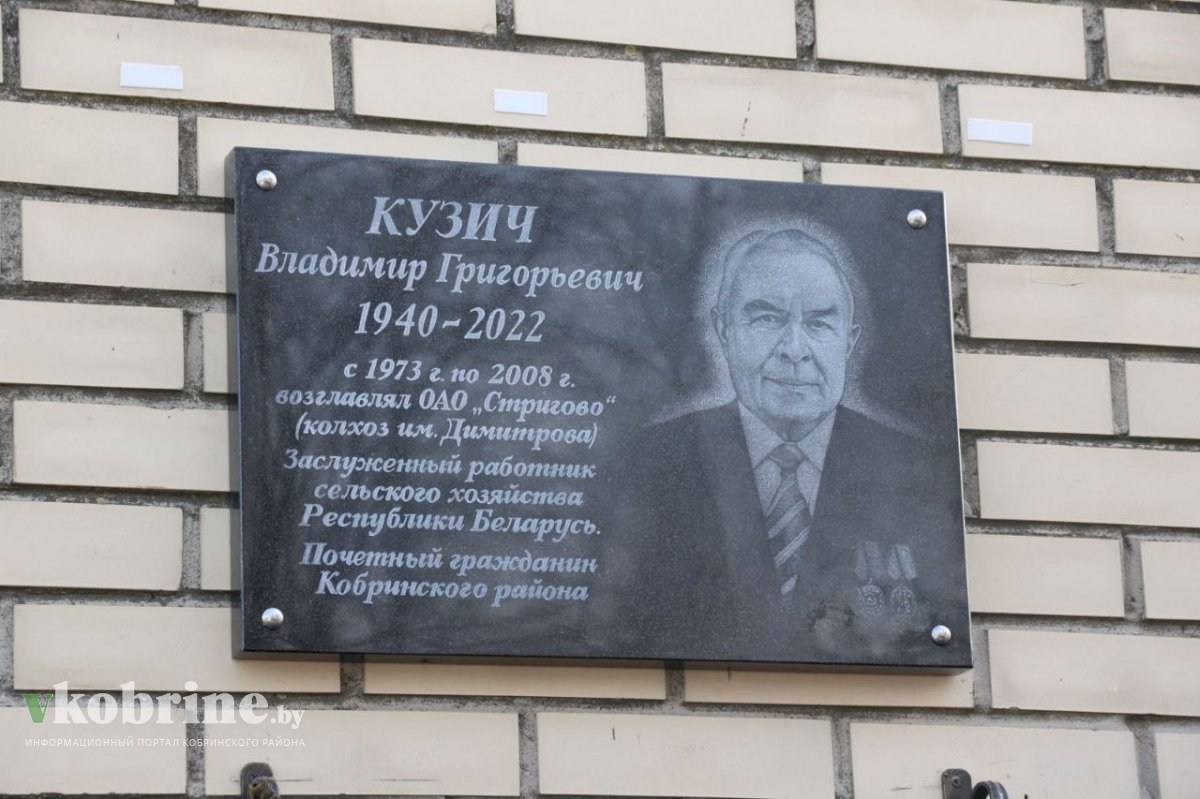 КУЗИЧ
Владимир Григорьевич
1940-2022
с 1973 г. по 2008 г.
возглавлял ОАО „Стригово“
(колхоз им. Димитрова)
Заслуженный работник
сельского хозяйства
Республики Беларусь.
Почетный гражданин
Кобринского района
vkobrine.by
ИНФОРМАЦИОННЫЙ ПОРТАЛ КОБРИНСКОГО РАЙОНА